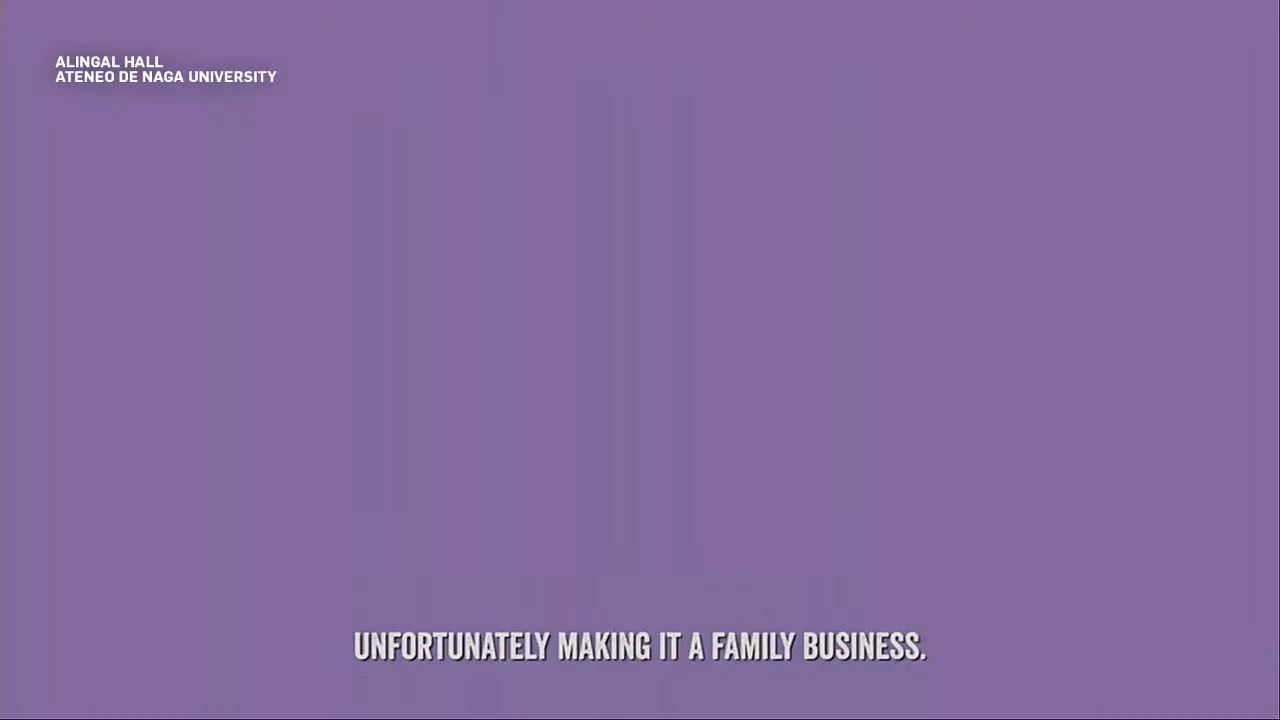 ALINGAL HALL
ATENEO DE NAGA UNIVERSITY
UNFORTUNATELY MAKING IT A FAMILY BUSINESS.